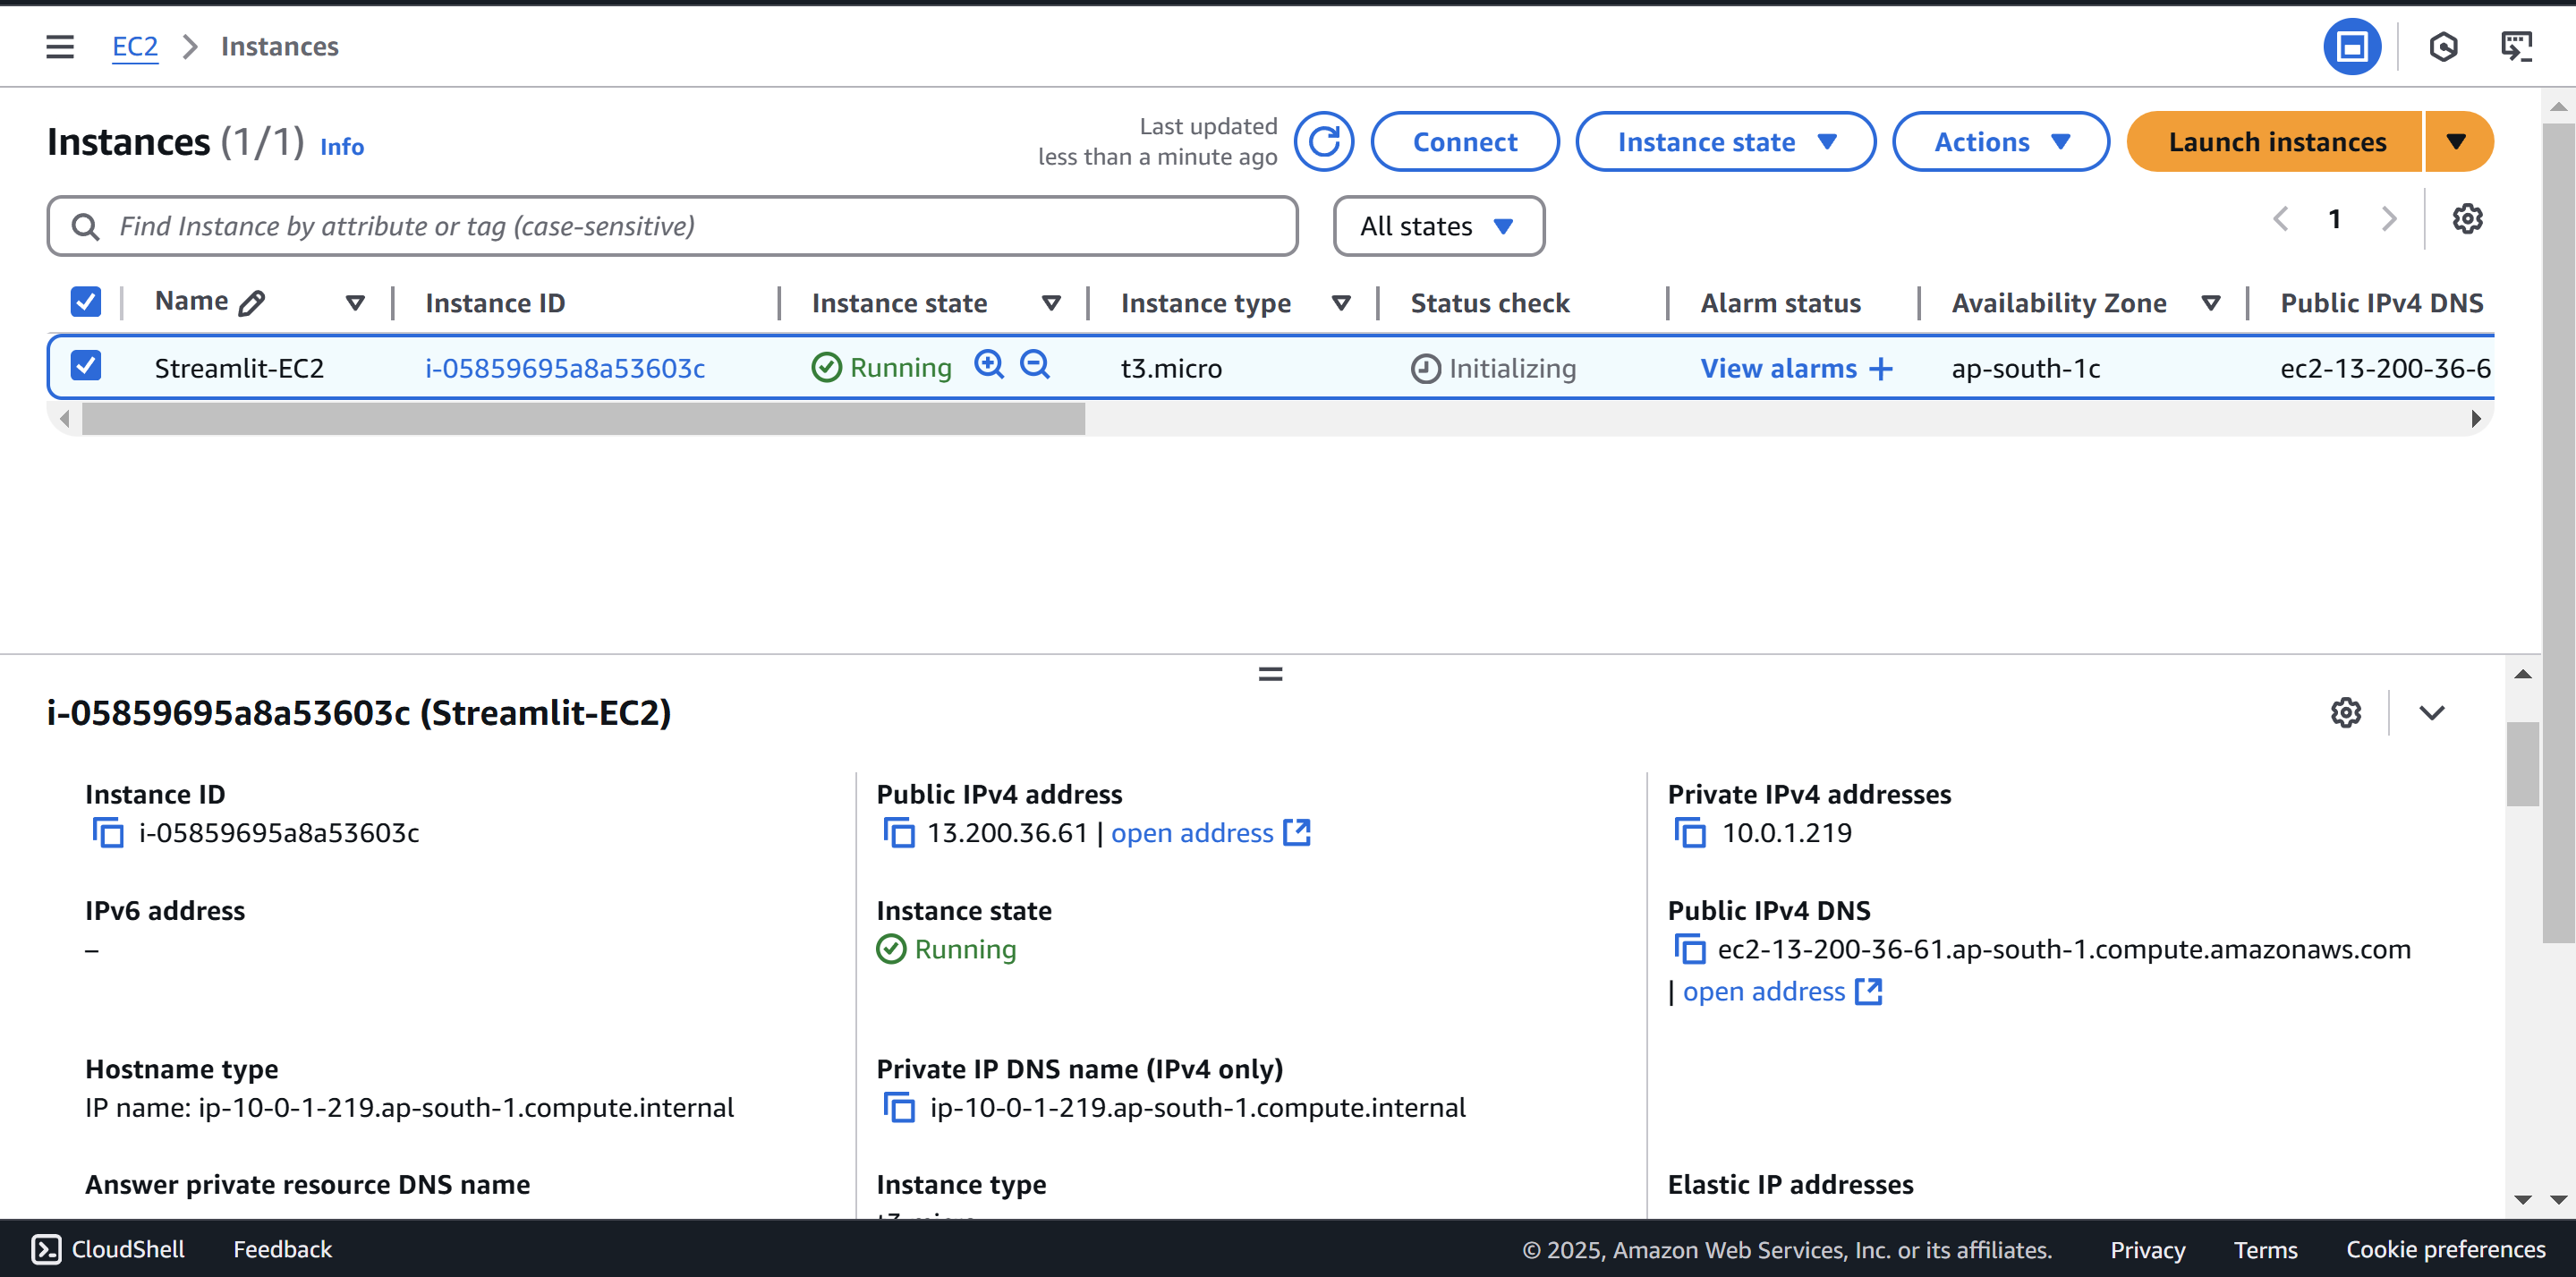 EC2 > Instances
Instances (1/1) Info
Last updated
less than a minute ago
Connect
Instance state
Actions
Launch instances
Find Instance by attribute or tag (case-sensitive)
All states
1
Name Instance ID Instance state Instance type Status check Alarm status Availability Zone Public IPv4 DNS
Streamlit-EC2 i-05859695a8a53603c Running t3.micro Initializing View alarms + ap-south-1c ec2-13-200-36-6
i-05859695a8a53603c (Streamlit-EC2)
Instance ID
i-05859695a8a53603c
Public IPv4 address
13.200.36.61 | open address
Private IPv4 addresses
10.0.1.219
IPv6 address
–
Instance state
Running
Public IPv4 DNS
ec2-13-200-36-61.ap-south-1.compute.amazonaws.com
| open address
Hostname type
IP name: ip-10-0-1-219.ap-south-1.compute.internal
Private IP DNS name (IPv4 only)
ip-10-0-1-219.ap-south-1.compute.internal
Answer private resource DNS name
Instance type
Elastic IP addresses
CloudShell Feedback © 2025, Amazon Web Services, Inc. or its affiliates. Privacy Terms Cookie preferences